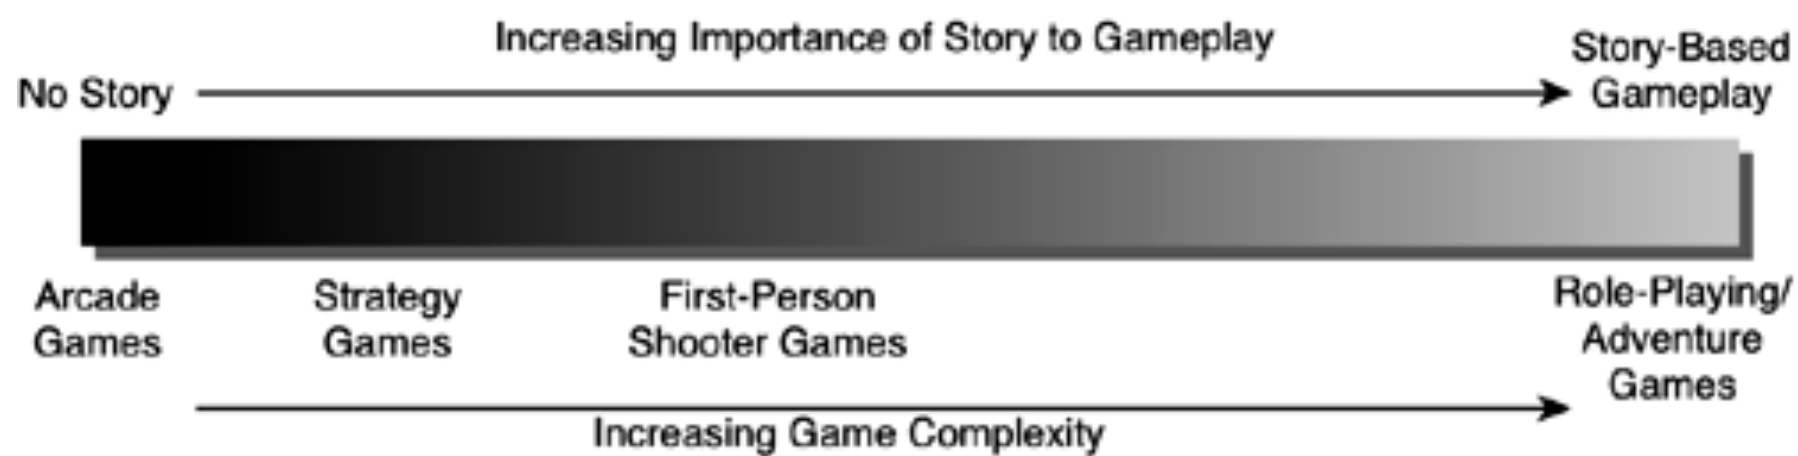 Increasing Importance of Story to Gameplay
Story-Based
Gameplay
No Story
Arcade
Games
Strategy
Games
First-Person
Shooter Games
Role-Playing/
Adventure
Games
Increasing Game Complexity